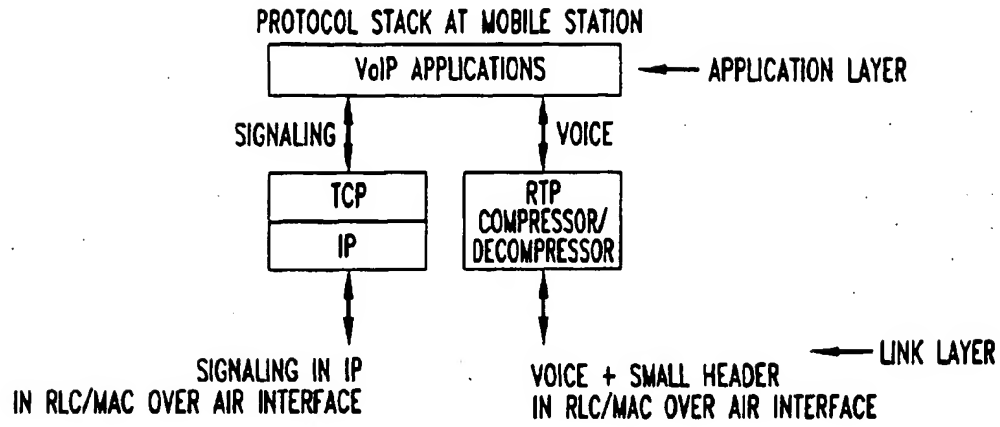 PROTOCOL STACK AT MOBILE STATION
VoIP APPLICATIONS
APPLICATION LAYER
SIGNALING
VOICE
TCP
IP
RTP
COMPRESSOR/
DECOMPRESSOR
LINK LAYER
SIGNALING IN IP
IN RLC/MAC OVER AIR INTERFACE
VOICE + SMALL HEADER
IN RLC/MAC OVER AIR INTERFACE